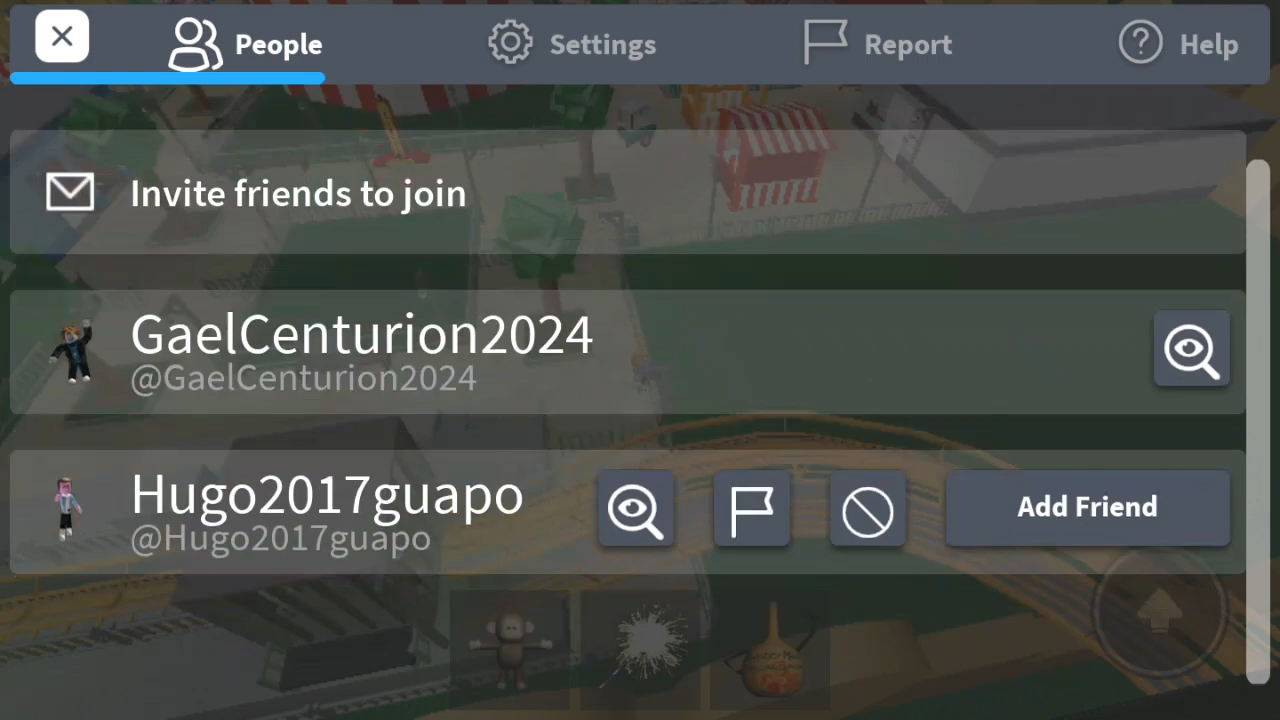 People
Settings
Report
Help
Invite friends to join
GaelCenturion2024
@GaelCenturion2024
Hugo2017guapo
@Hugo2017guapo
Add Friend